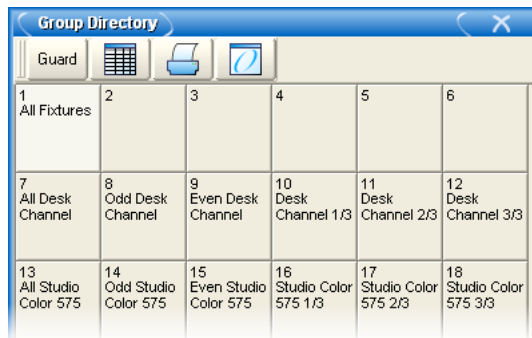 Group Directory
Guard
1
All Fixtures
2
3
4
5
6
7
All Desk
Channel
8
Odd Desk
Channel
9
Even Desk
Channel
10
Desk
Channel 1/3
11
Desk
Channel 2/3
12
Desk
Channel 3/3
13
All Studio
Color 575
14
Odd Studio
Color 575
15
Even Studio
Color 575
16
Studio Color
575 1/3
17
Studio Color
575 2/3
18
Studio Color
575 3/3